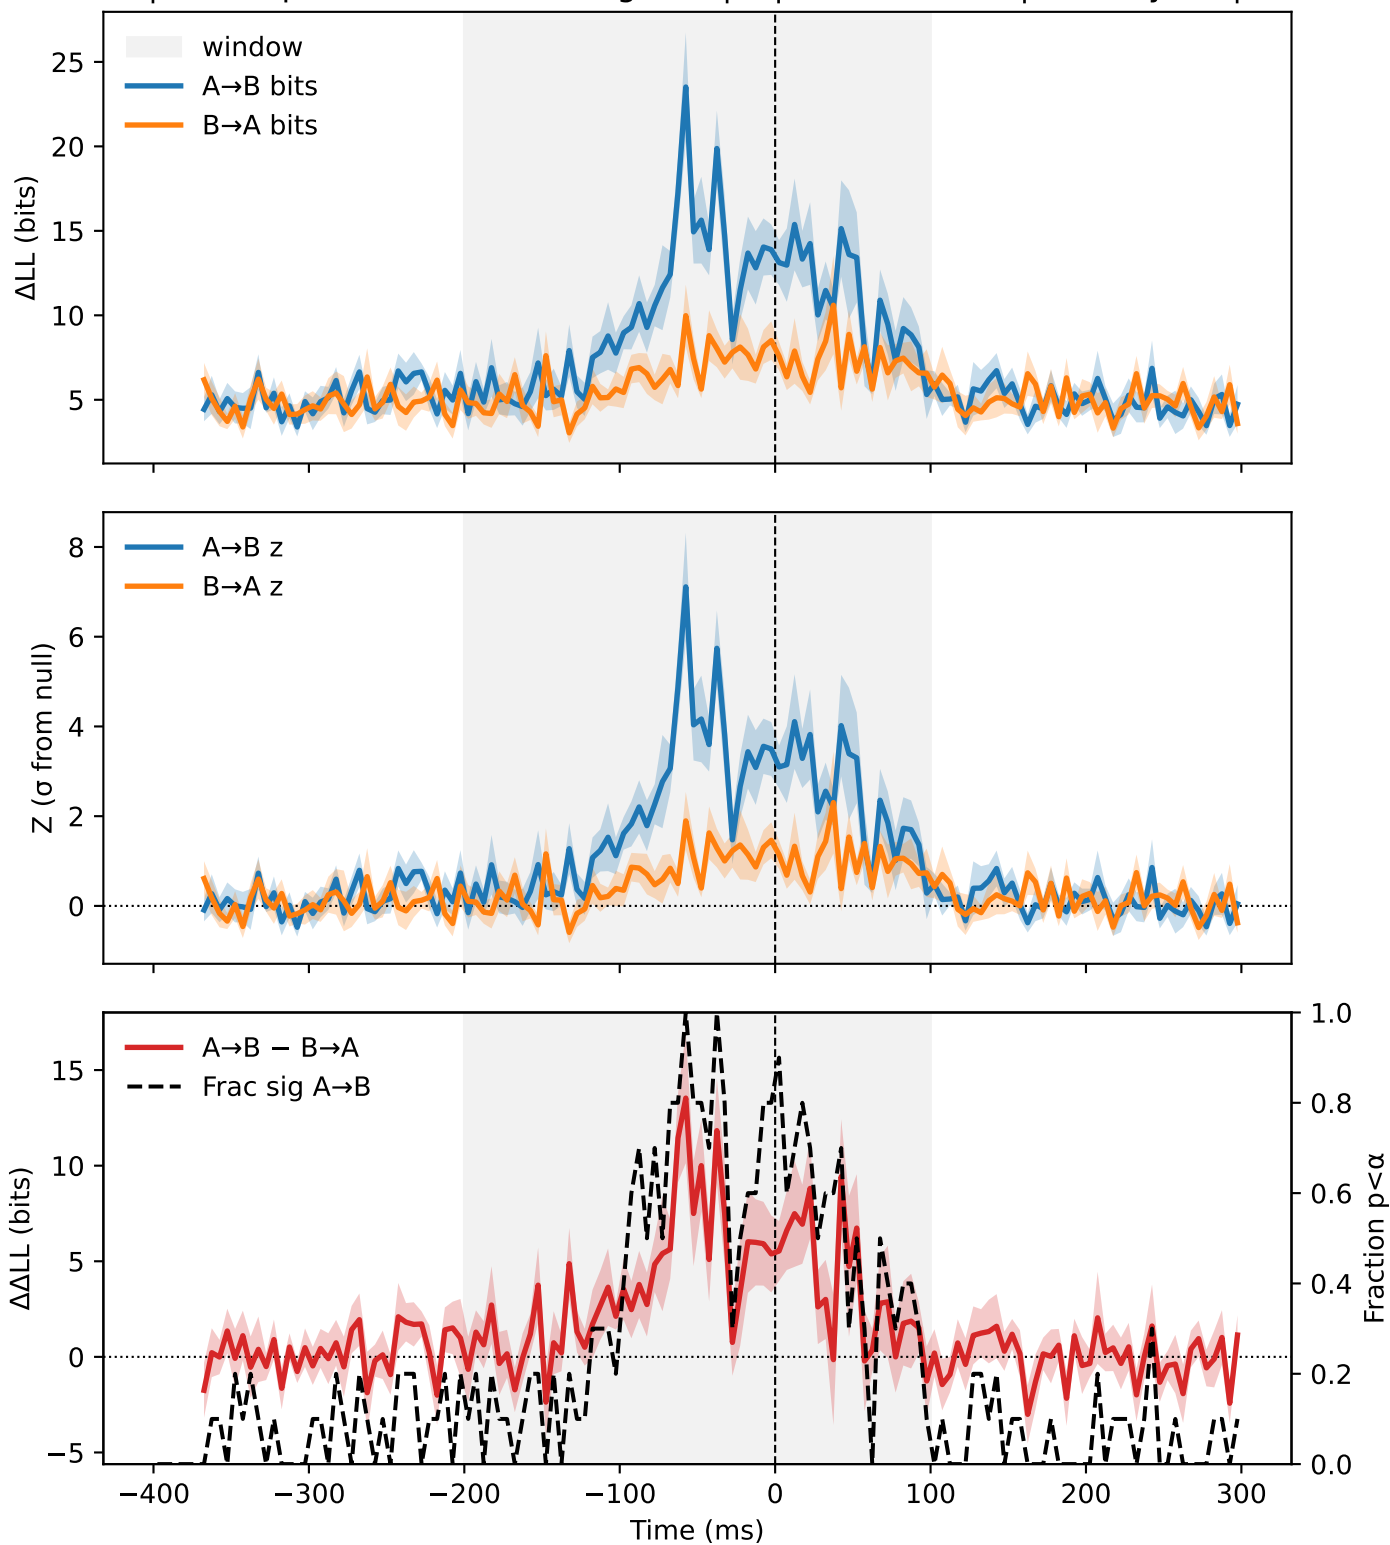 window
A→B bits
B→A bits
ΔLL (bits)
25
20
15
10
5
A→B z
B→A z
Z (σ from null)
8
6
4
2
0
A→B − B→A
Frac sig A→B
ΔΔLL (bits)
15
10
5
0
−5
1.0
0.8
0.6
0.4
0.2
0.0
Fraction p<α
−400
−300
−200
−100
0
100
200
300
Time (ms)